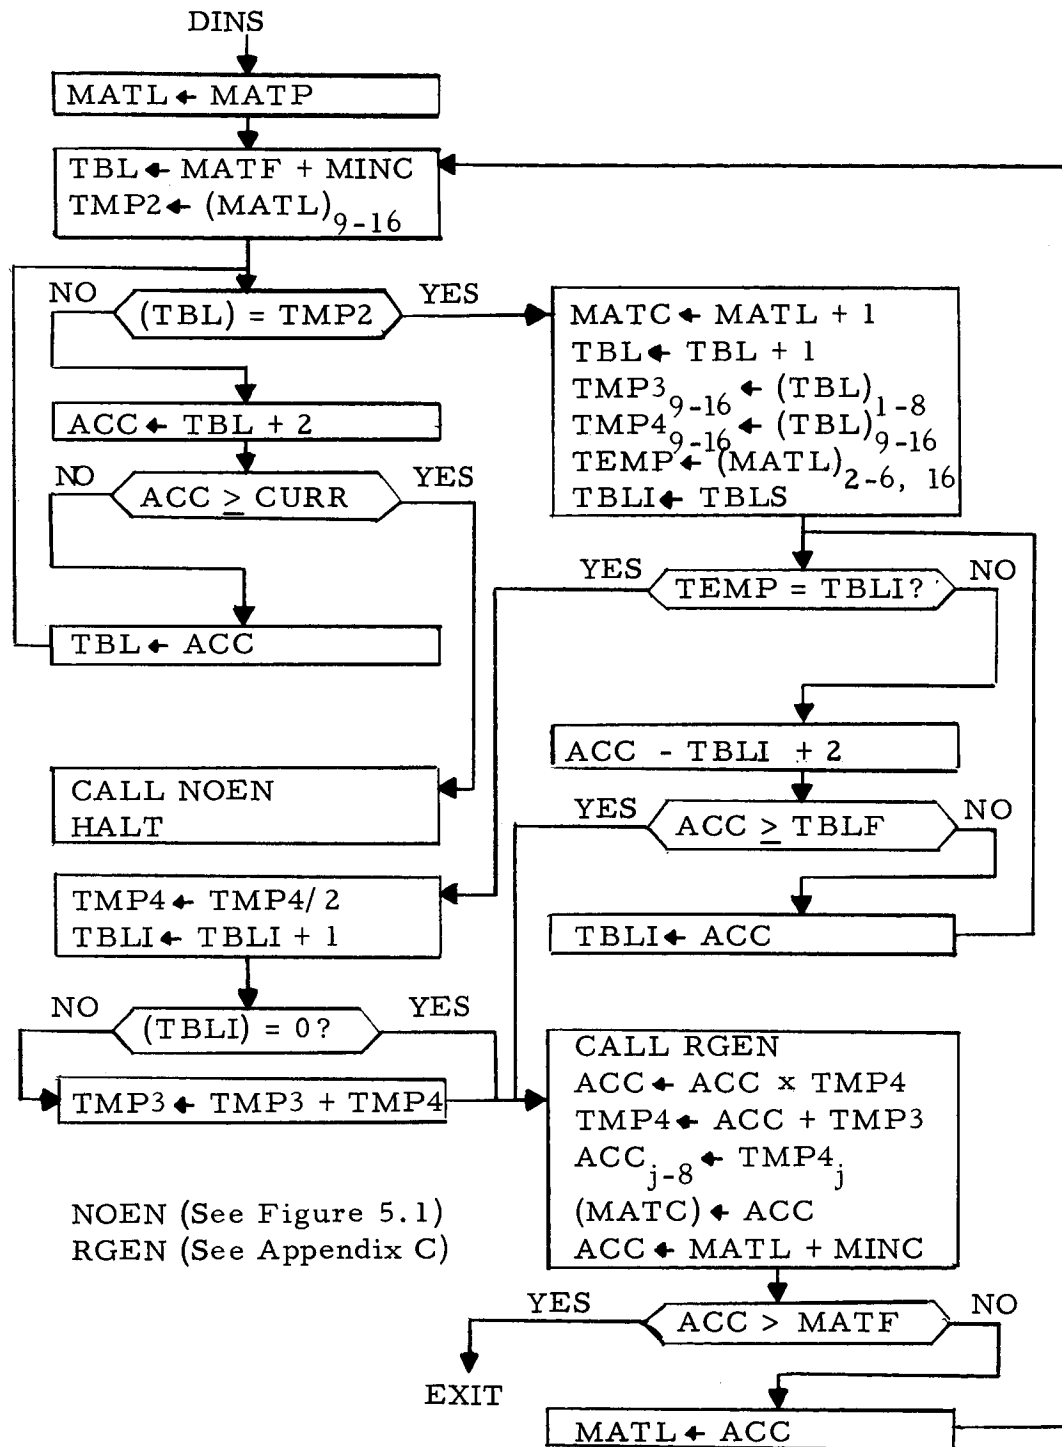 DINS
MATL ← MATP
TBL ← MATF + MINC
TMP2 ← (MATL)9-16
NO
(TBL) = TMP2
YES
MATC ← MATL + 1
TBL ← TBL + 1
TMP39-16 ← (TBL)1-8
TMP49-16 ← (TBL)9-16
TEMP ← (MATL)2-6, 16
TBLI ← TBLS
ACC ← TBL + 2
NO
ACC ≥ CURR
YES
TBL ← ACC
YES
TEMP = TBLI?
NO
ACC - TBLI + 2
CALL NOEN
HALT
YES
ACC ≥ TBLF
NO
TMP4 ← TMP4/2
TBLI ← TBLI + 1
TBLI ← ACC
NO
(TBLI) = 0?
YES
TMP3 ← TMP3 + TMP4
CALL RGEN
ACC ← ACC x TMP4
TMP4 ← ACC + TMP3
ACCj-8 ← TMP4j
(MATC) ← ACC
ACC ← MATL + MINC
NOEN (See Figure 5.1)
RGEN (See Appendix C)
YES
ACC > MATF
NO
EXIT
MATL ← ACC